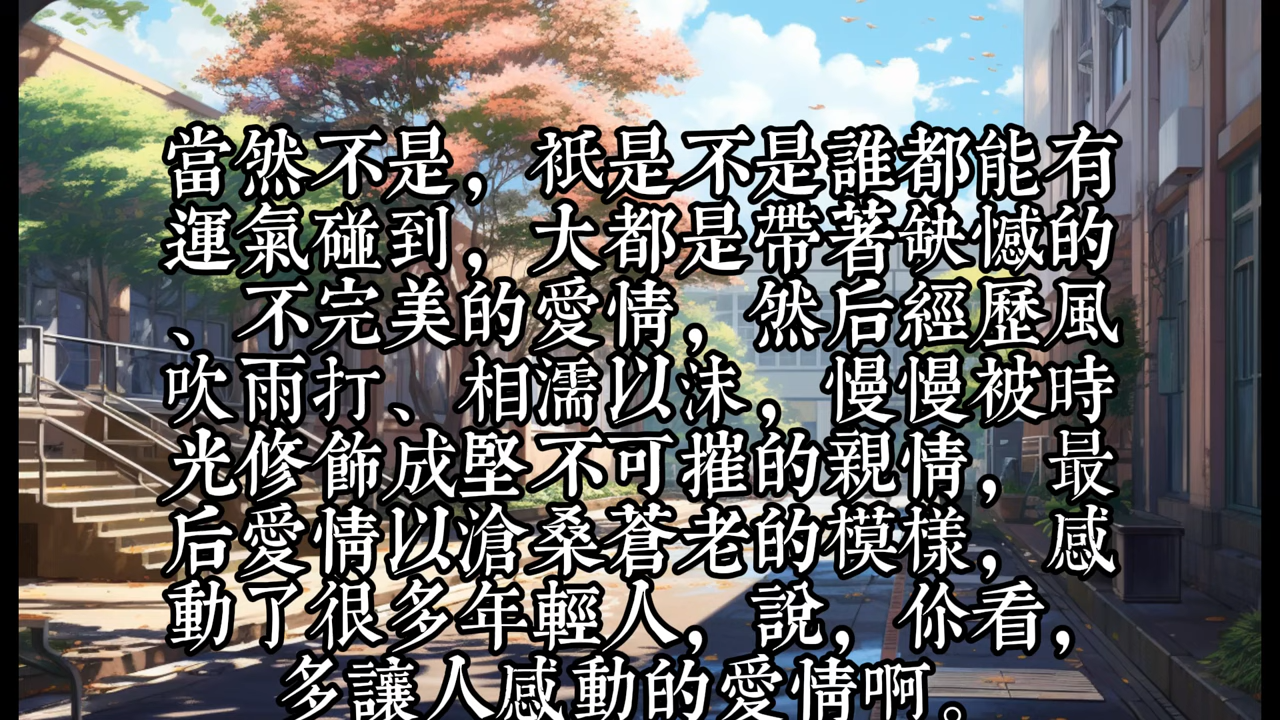 當然不是，衹是不是誰都能有
運氣碰到，大都是帶著缺憾的
、不完美的愛情，然后經歷風
吹雨打、相濡以沫，慢慢被時
光修飾成堅不可摧的親情，最
后愛情以滄桑蒼老的模樣，感
動了很多年輕人，說，你看，
多讓人感動的愛情啊。